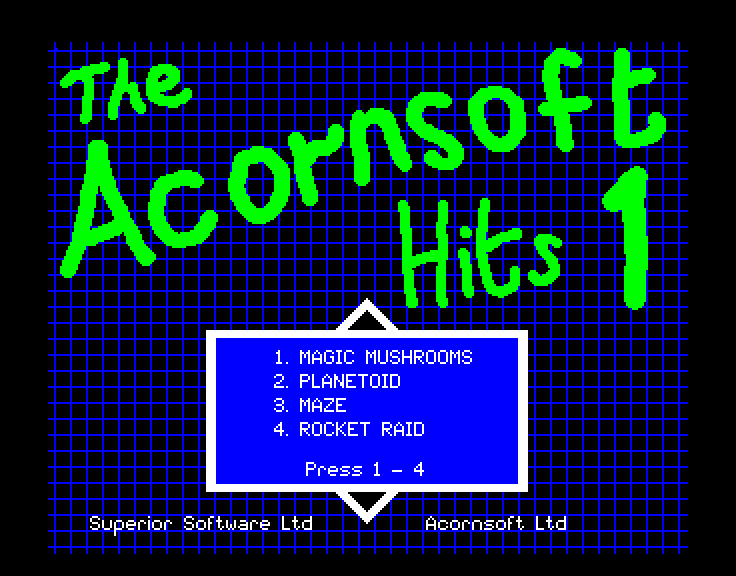 The
Acornsoft
Hits 1
1. MAGIC MUSHROOMS
2. PLANETOID
3. MAZE
4. ROCKET RAID
Press 1 – 4
Superior Software Ltd
Acornsoft Ltd